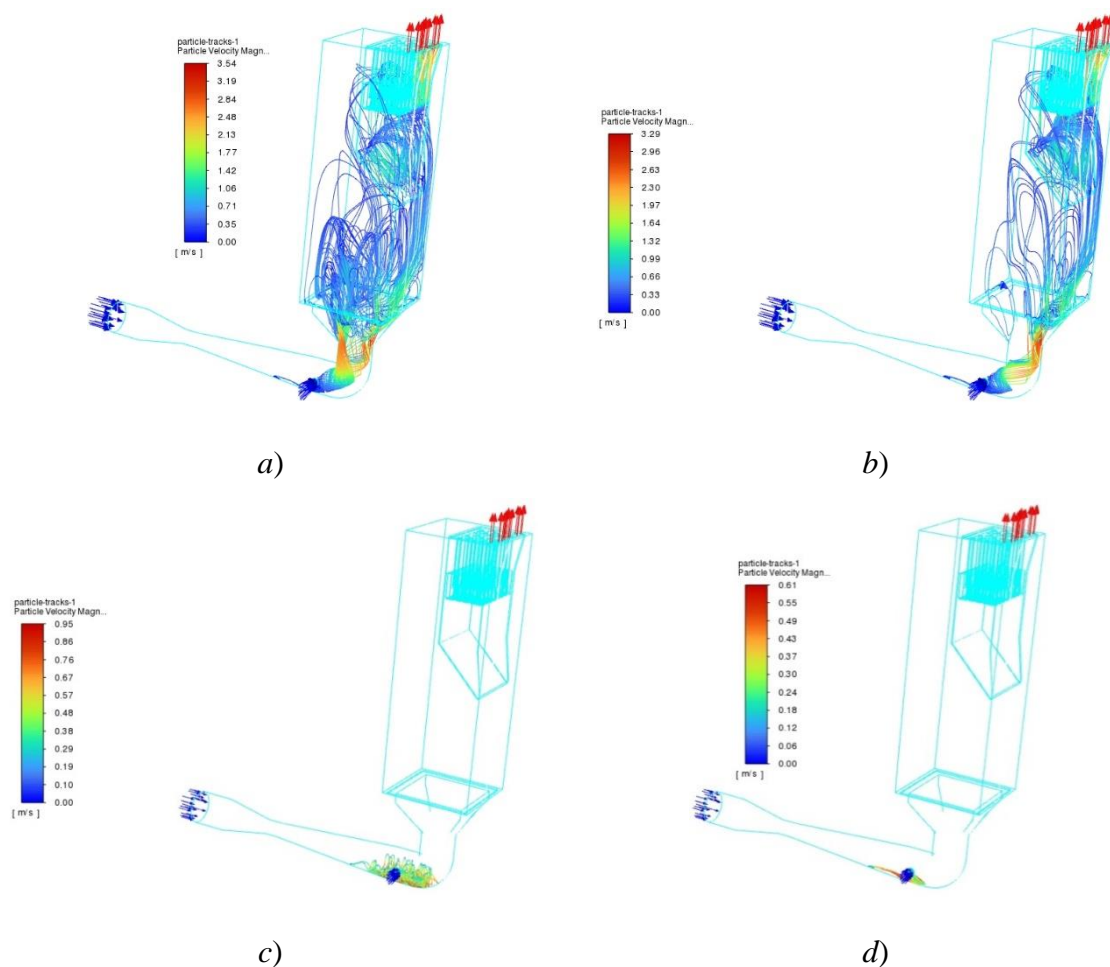 particle-tracks-1
Particle Velocity Magn...
3.54
3.19
2.84
2.48
2.13
1.77
1.42
1.06
0.71
0.35
0.00
[ m/s ]
a)
particle-tracks-1
Particle Velocity Magn...
3.29
2.96
2.63
2.30
1.97
1.64
1.32
0.99
0.66
0.33
0.00
[ m/s ]
b)
particle-tracks-1
Particle Velocity Magn...
0.95
0.86
0.76
0.67
0.57
0.48
0.38
0.29
0.19
0.10
0.00
[ m/s ]
c)
particle-tracks-1
Particle Velocity Magn...
0.61
0.55
0.49
0.43
0.37
0.30
0.24
0.18
0.12
0.06
0.00
[ m/s ]
d)